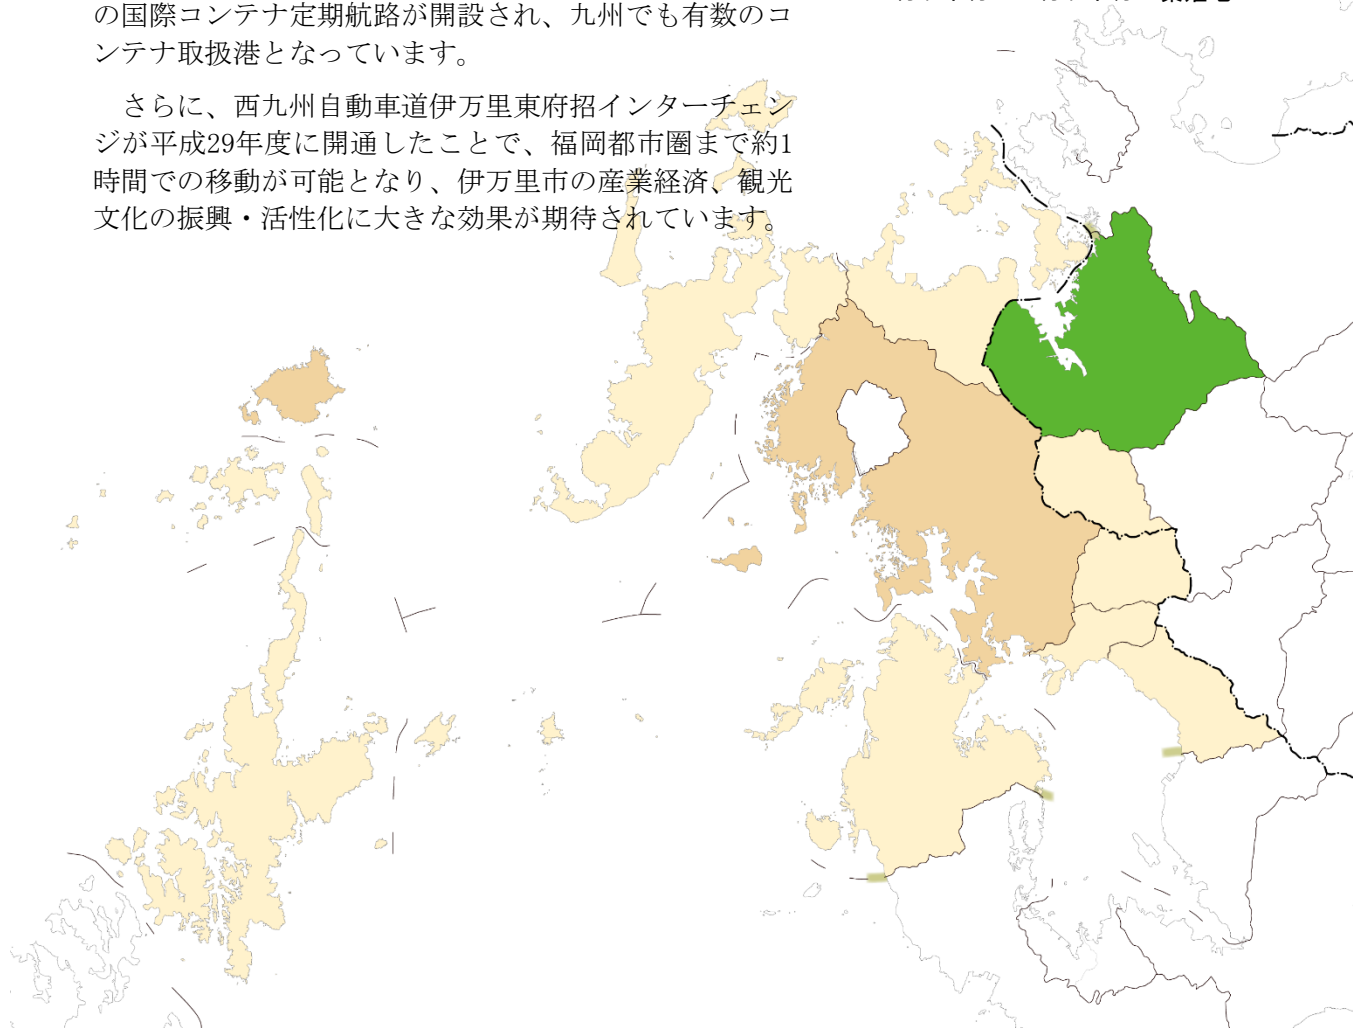 の国際コンテナ定期航路が開設され、九州でも有数のコ
ンテナ取扱港となっています。
さらに、西九州自動車道伊万里東府招インターチェン
ジが平成29年度に開通したことで、福岡都市圏まで約1
時間での移動が可能となり、伊万里市の産業経済、観光
文化の振興・活性化に大きな効果が期待されています。